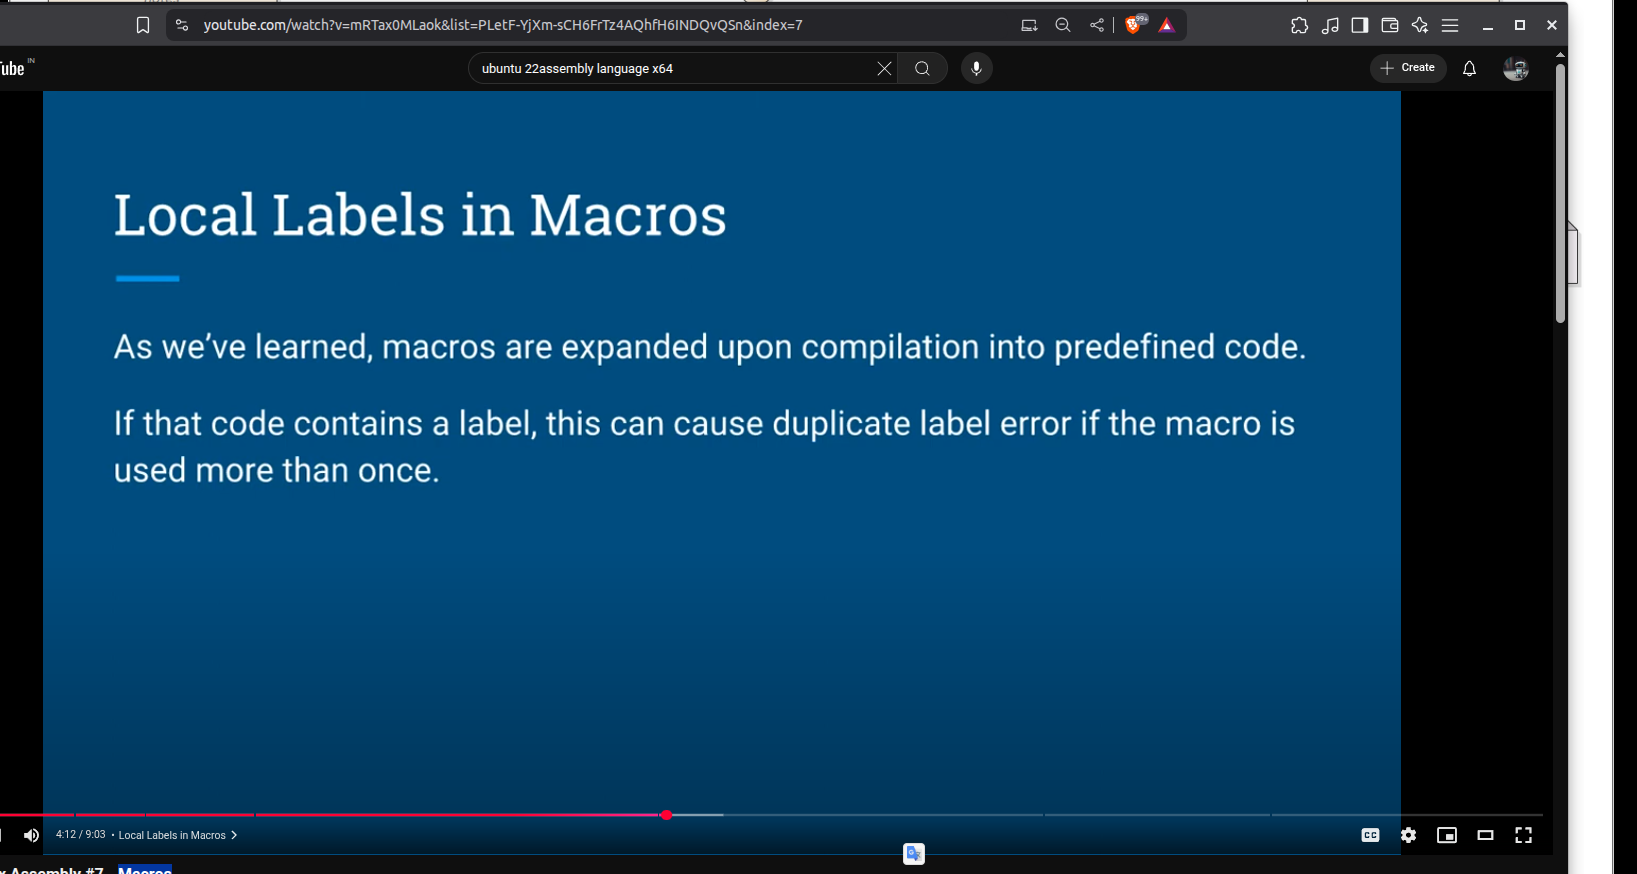 youtube.com/watch?v=mRTax0MLaok&list=PLetF-YjXm-sCH6FrTz4AQhfH6INDQvQSn&index=7
99+
ube IN
ubuntu 22assembly language x64
Create
Local Labels in Macros
As we've learned, macros are expanded upon compilation into predefined code.
If that code contains a label, this can cause duplicate label error if the macro is
used more than once.
4:12 / 9:03 • Local Labels in Macros
CC
x Assembly #7 Macros